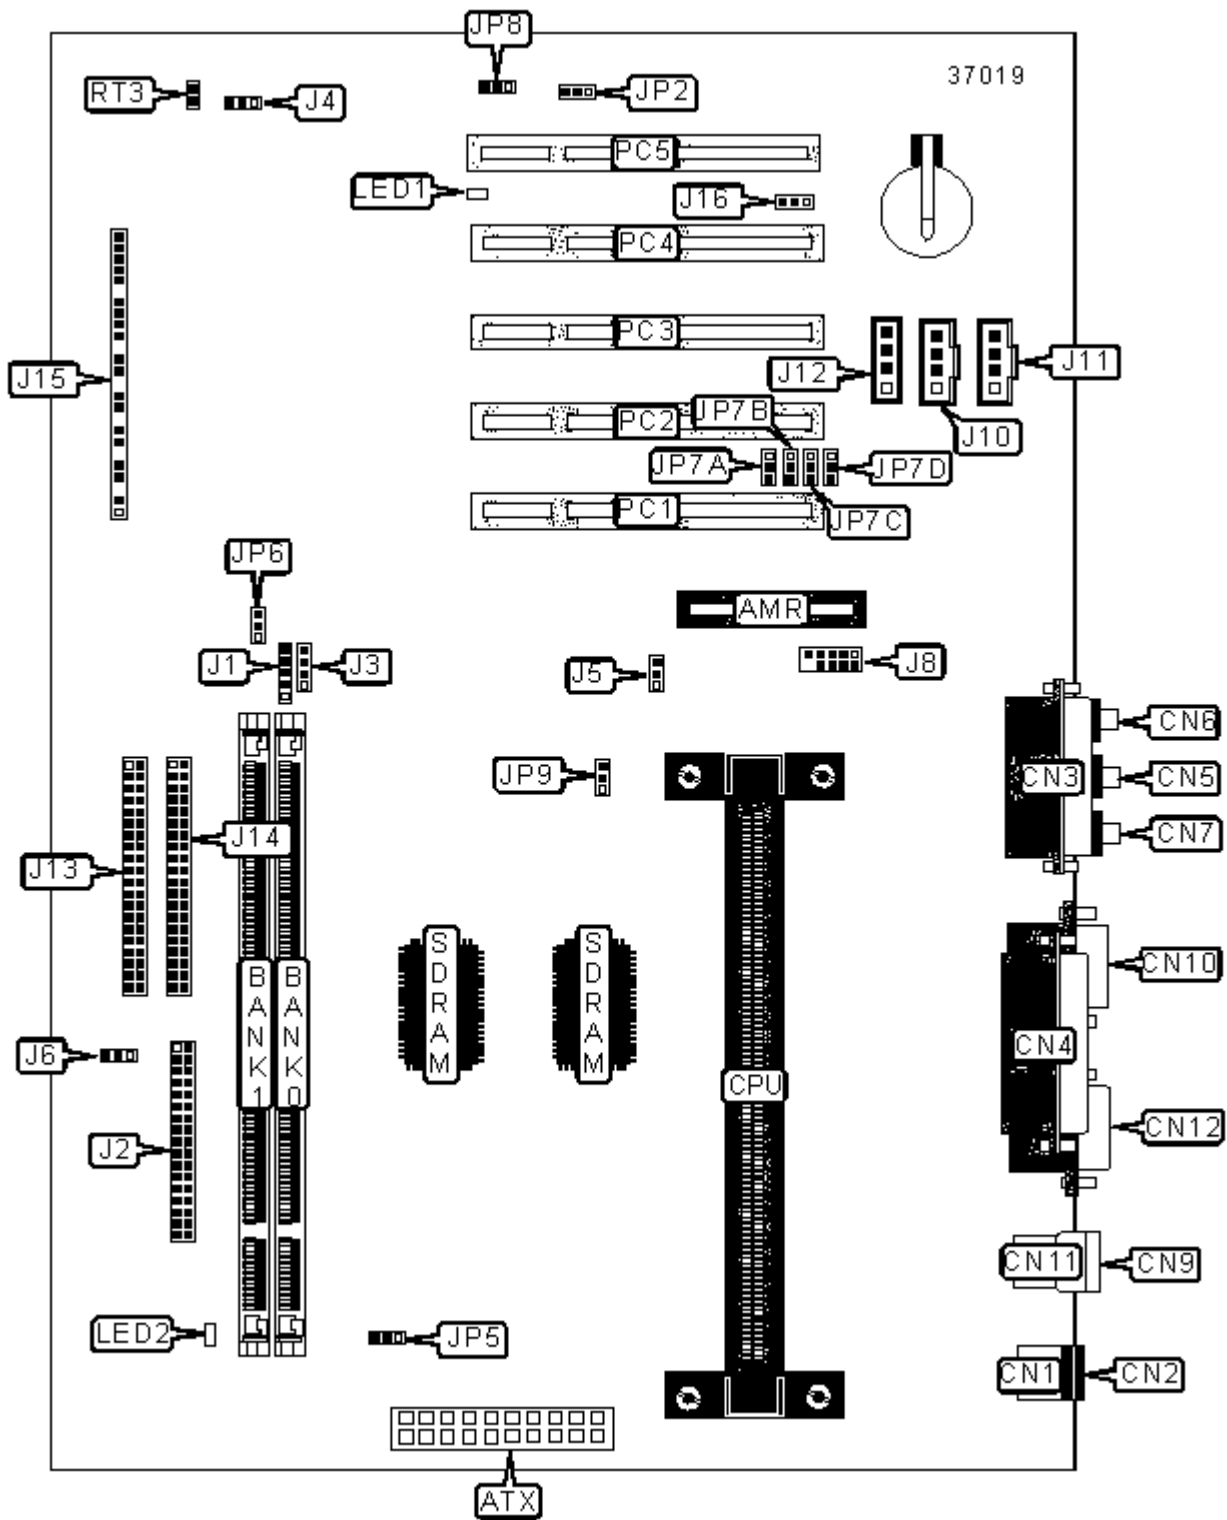 JP8
37019
RT3
J4
JP2
PC5
LED1
J16
PC4
PC3
J15
J12
J11
PC2
JP7B
J10
JP7A
JP7D
PC1
JP7C
JP6
AMR
J1
J3
J5
J8
CN6
JP9
CN3
CN5
J14
CN7
J13
SDRAM
SDRAM
BANK1
BANK0
CN10
J6
CN4
CPU
J2
CN12
CN11
CN9
LED2
JP5
CN1
CN2
ATX